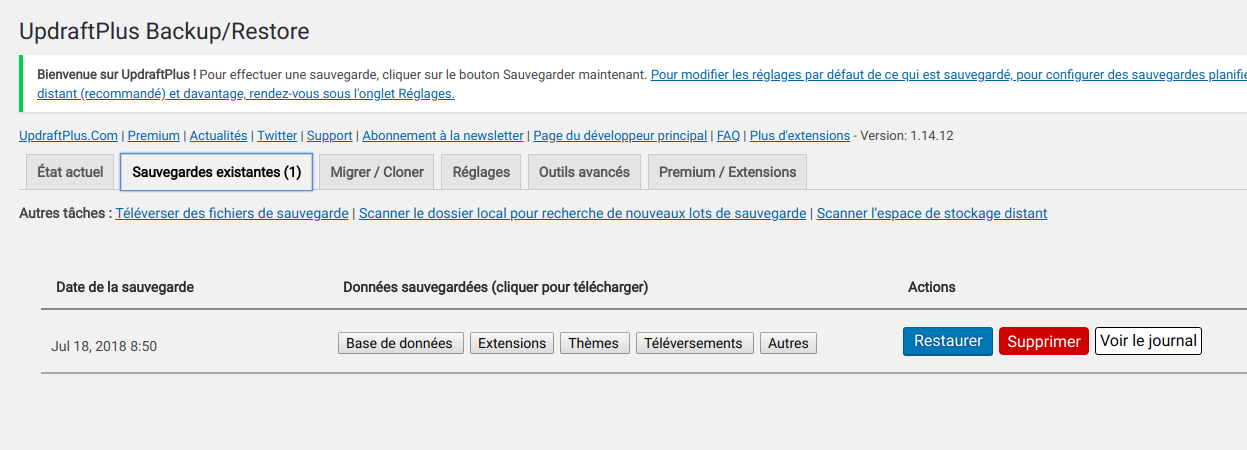 UpdraftPlus Backup/Restore
Bienvenue sur UpdraftPlus ! Pour effectuer une sauvegarde, cliquer sur le bouton Sauvegarder maintenant. Pour modifier les réglages par défaut de ce qui est sauvegardé, pour configurer des sauvegardes
distant (recommandé) et davantage, rendez-vous sous l'onglet Réglages.
UpdraftPlus.Com | Premium | Actualités | Twitter | Support | Abonnement à la newsletter | Page du développeur principal | FAQ | Plus d'extensions - Version: 1.14.12
État actuel Sauvegardes existantes (1) Migrer / Cloner Réglages Outils avancés Premium / Extensions
Autres tâches : Téléverser des fichiers de sauvegarde | Scanner le dossier local pour recherche de nouveaux lots de sauvegarde | Scanner l’espace de stockage distant
Date de la sauvegarde Données sauvegardées (cliquer pour télécharger) Actions
Jul 18, 2018 8:50 Base de données Extensions Thèmes Téléversements Autres Restaurer Supprimer Voir le journal